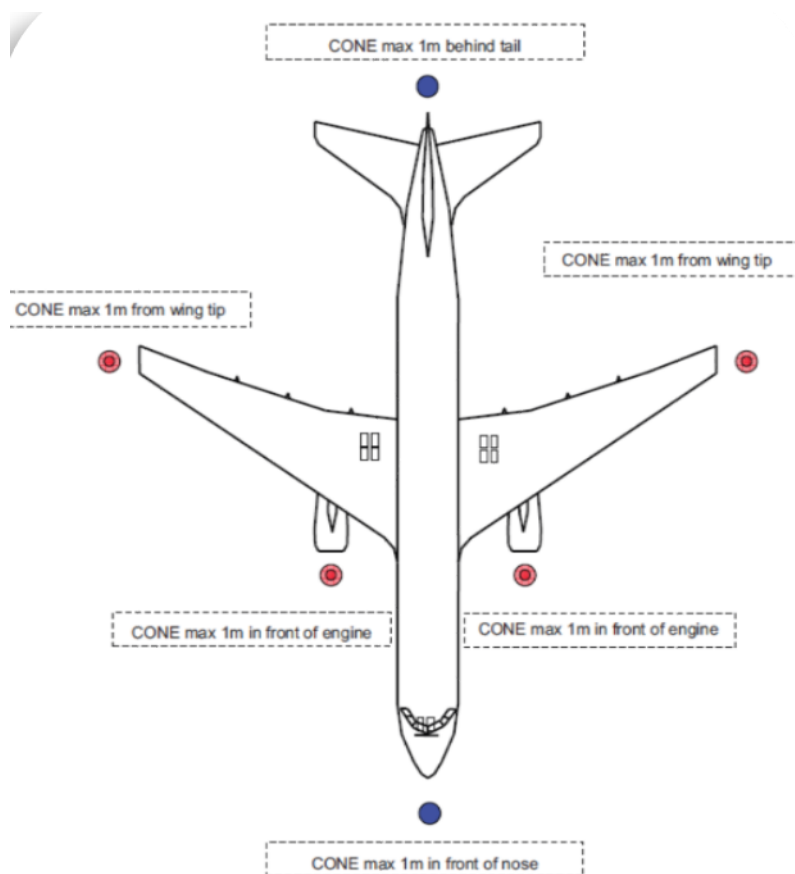 CONE max 1m behind tail
CONE max 1m from wing tip
CONE max 1m from wing tip
CONE max 1m in front of engine
CONE max 1m in front of engine
CONE max 1m in front of nose